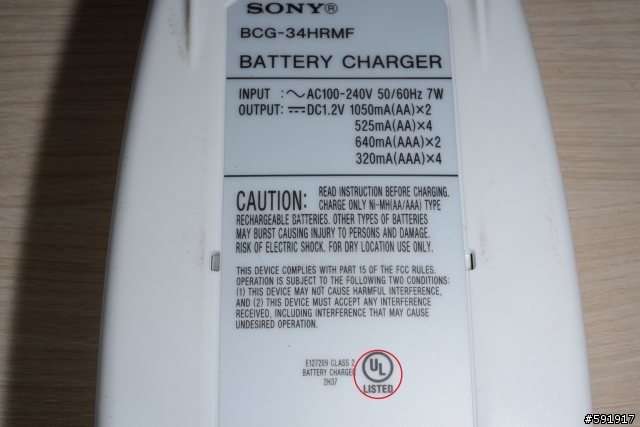 SONY®
BCG-34HRMF
BATTERY CHARGER
INPUT :∼AC100-240V 50/60Hz 7W
OUTPUT: ⎓DC1.2V 1050mA(AA)×2
525mA(AA)×4
640mA(AAA)×2
320mA(AAA)×4
CAUTION: READ INSTRUCTION BEFORE CHARGING.
CHARGE ONLY Ni-MH(AA/AAA) TYPE
RECHARGEABLE BATTERIES. OTHER TYPES OF BATTERIES
MAY BURST CAUSING INJURY TO PERSONS AND DAMAGE.
RISK OF ELECTRIC SHOCK. FOR DRY LOCATION USE ONLY.
THIS DEVICE COMPLIES WITH PART 15 OF THE FCC RULES.
OPERATION IS SUBJECT TO THE FOLLOWING TWO CONDITIONS:
(1) THIS DEVICE MAY NOT CAUSE HARMFUL INTERFERENCE,
AND (2) THIS DEVICE MUST ACCEPT ANY INTERFERENCE
RECEIVED, INCLUDING INTERFERENCE THAT MAY CAUSE
UNDESIRED OPERATION.
E127209 CLASS 2
BATTERY CHARGER
2H37
UL
LISTED
#591917